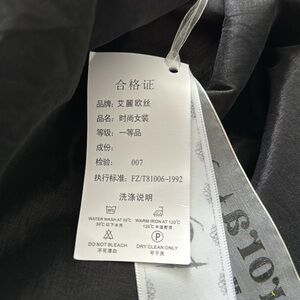 合格证
品牌: 艾麗欧丝
品名: 时尚女装
等级: 一等品
成份:
检验: 007
执行标准: FZ/T81006-1992
洗涤说明
WATER WASH AT 30°C
30°C以下水洗
WARM IRON AT 120°C
120°C中温熨烫
DO NOT BLEACH
不可漂白
P
DRY CLEAN ONLY
可干洗